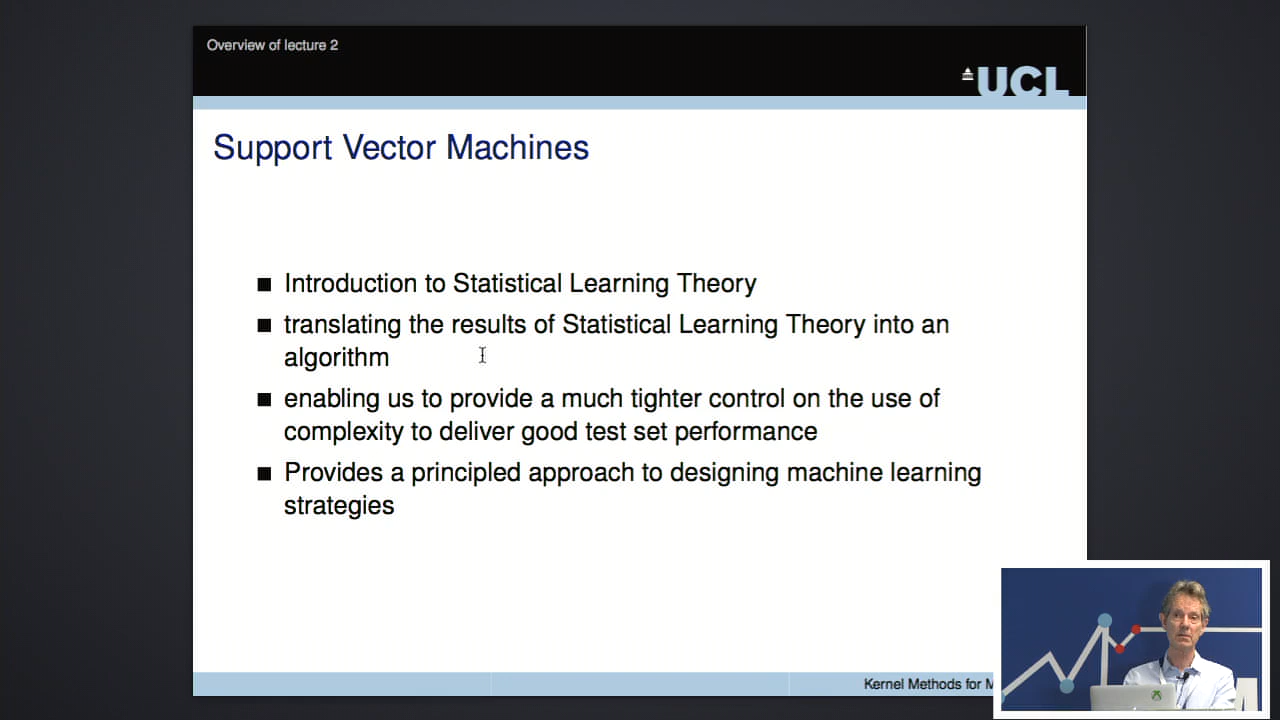 Overview of lecture 2
UCL
Support Vector Machines
Introduction to Statistical Learning Theory
translating the results of Statistical Learning Theory into an
algorithm
enabling us to provide a much tighter control on the use of
complexity to deliver good test set performance
Provides a principled approach to designing machine learning
strategies
Kernel Methods for M